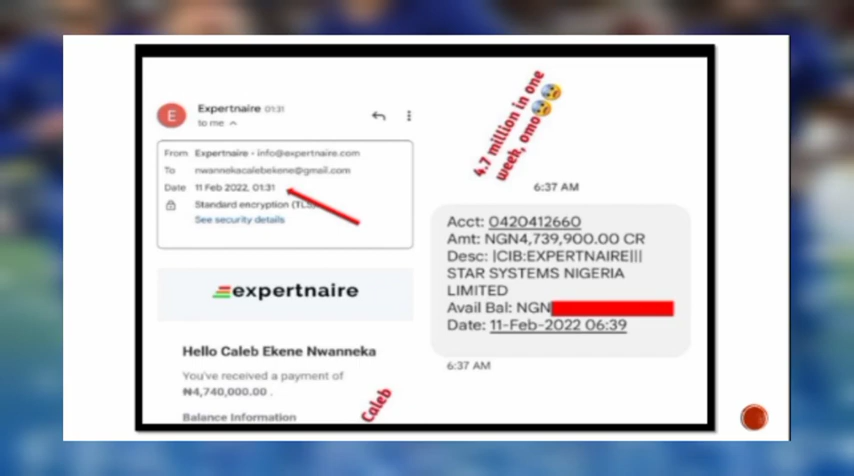 E
Expertnaire 01:31
to me
From Expertnaire • info@expertnaire.com
To nwannekacalebekene@gmail.com
Date 11 Feb 2022, 01:31
Standard encryption (TLS)
See security details
expertnaire
Hello Caleb Ekene Nwanneka
You've received a payment of
₦4,740,000.00 .
Balance Information
Caleb
4.7 million in one
week, omo
6:37 AM
Acct: 0420412660
Amt: NGN4,739,900.00 CR
Desc: |CIB:EXPERTNAIRE|||
STAR SYSTEMS NIGERIA
LIMITED
Avail Bal: NGN
Date: 11-Feb-2022 06:39
6:37 AM